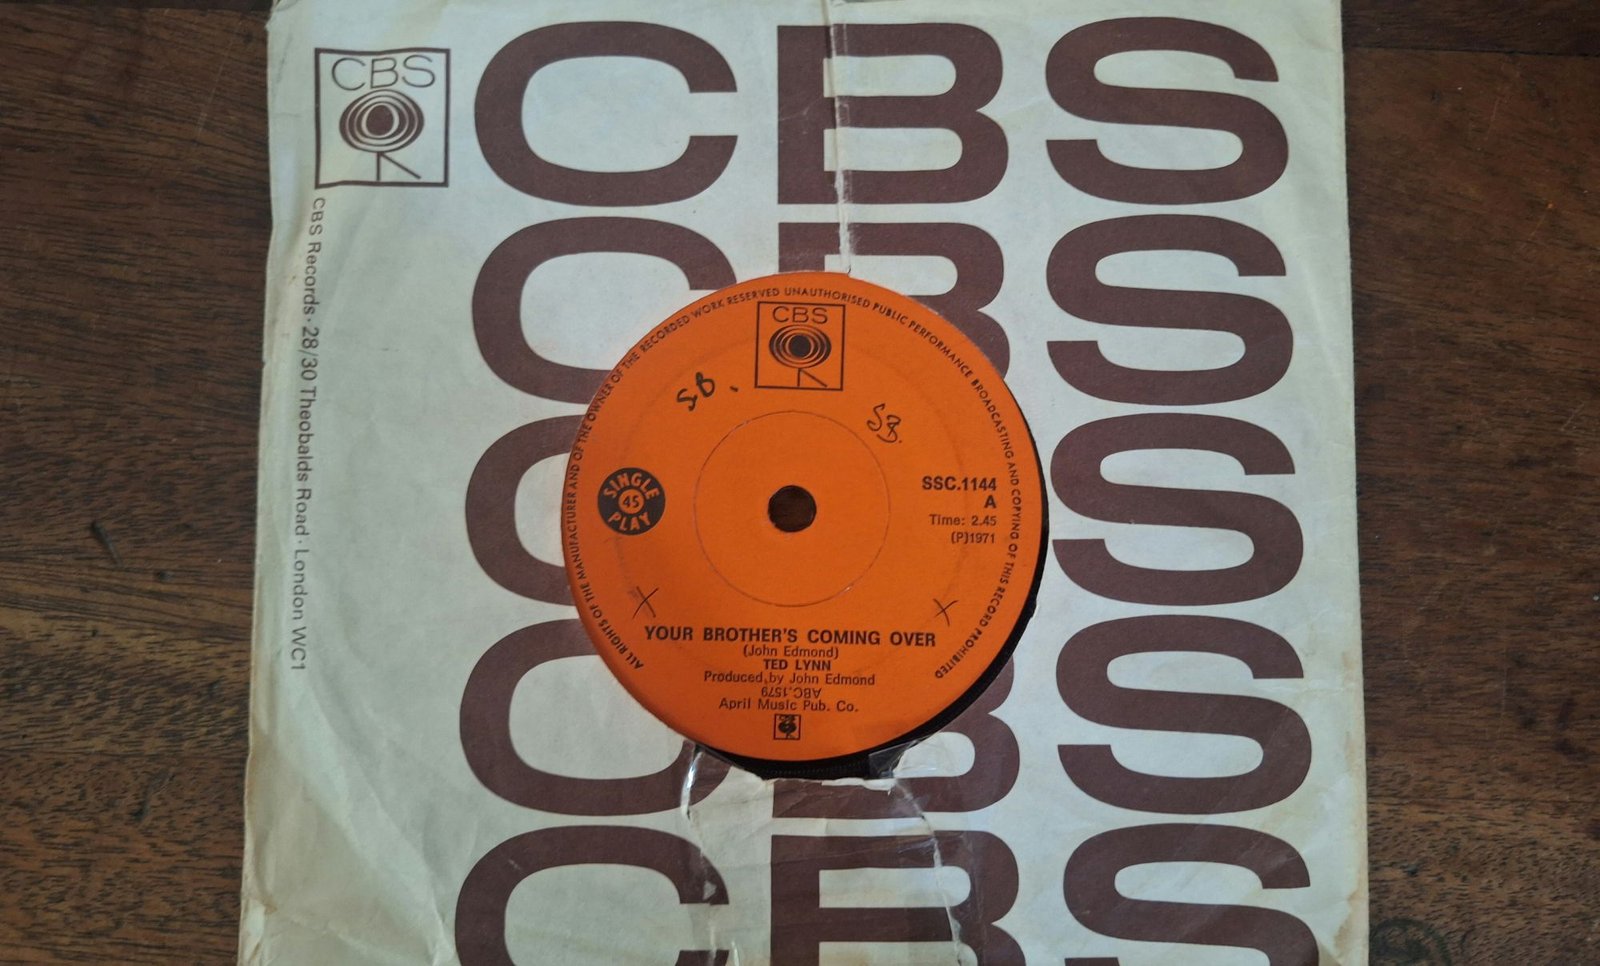 CBS
CBS
CBS Records · 28/30 Theobalds Road · London WC1
CBS
CBS
CBS
CBS
ALL RIGHTS OF THE MANUFACTURER AND OF THE OWNER OF THE RECORDED WORK RESERVED UNAUTHORISED PUBLIC PERFORMANCE BROADCASTING AND COPYING OF THIS RECORD PROHIBITED
CBS
S.B.
S.B.
SINGLE
45
PLAY
SSC.1144
A
Time: 2.45
(P)1971
X
X
YOUR BROTHER'S COMING OVER
(John Edmond)
TED LYNN
Produced by John Edmond
ABC.1579
April Music Pub. Co.
CBS